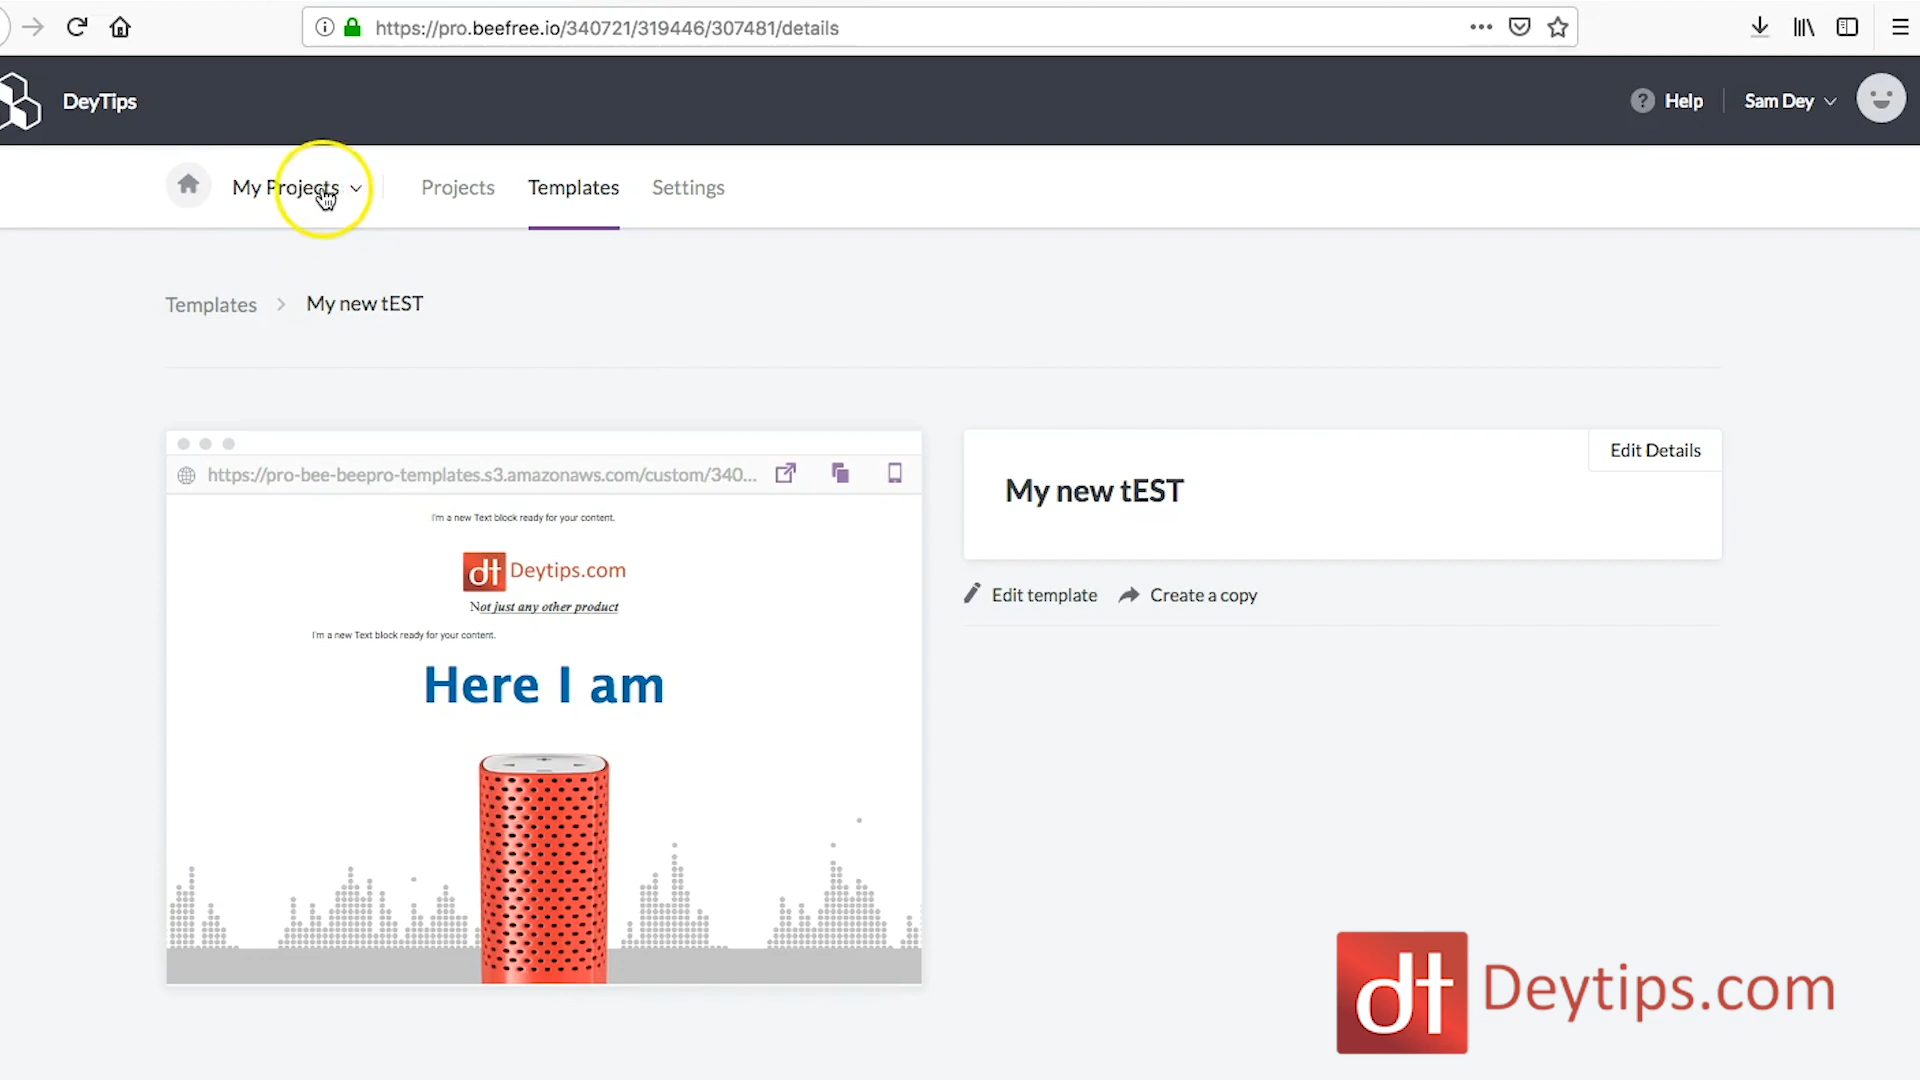 https://pro.beefree.io/340721/319446/307481/details
DeyTips
? Help
Sam Dey
My Projects
Projects
Templates
Settings
Templates > My new tEST
https://pro-bee-beepro-templates.s3.amazonaws.com/custom/340...
Edit Details
My new tEST
I'm a new Text block ready for your content.
dt Deytips.com
Not just any other product
I'm a new Text block ready for your content.
Here I am
Edit template
Create a copy
dt Deytips.com